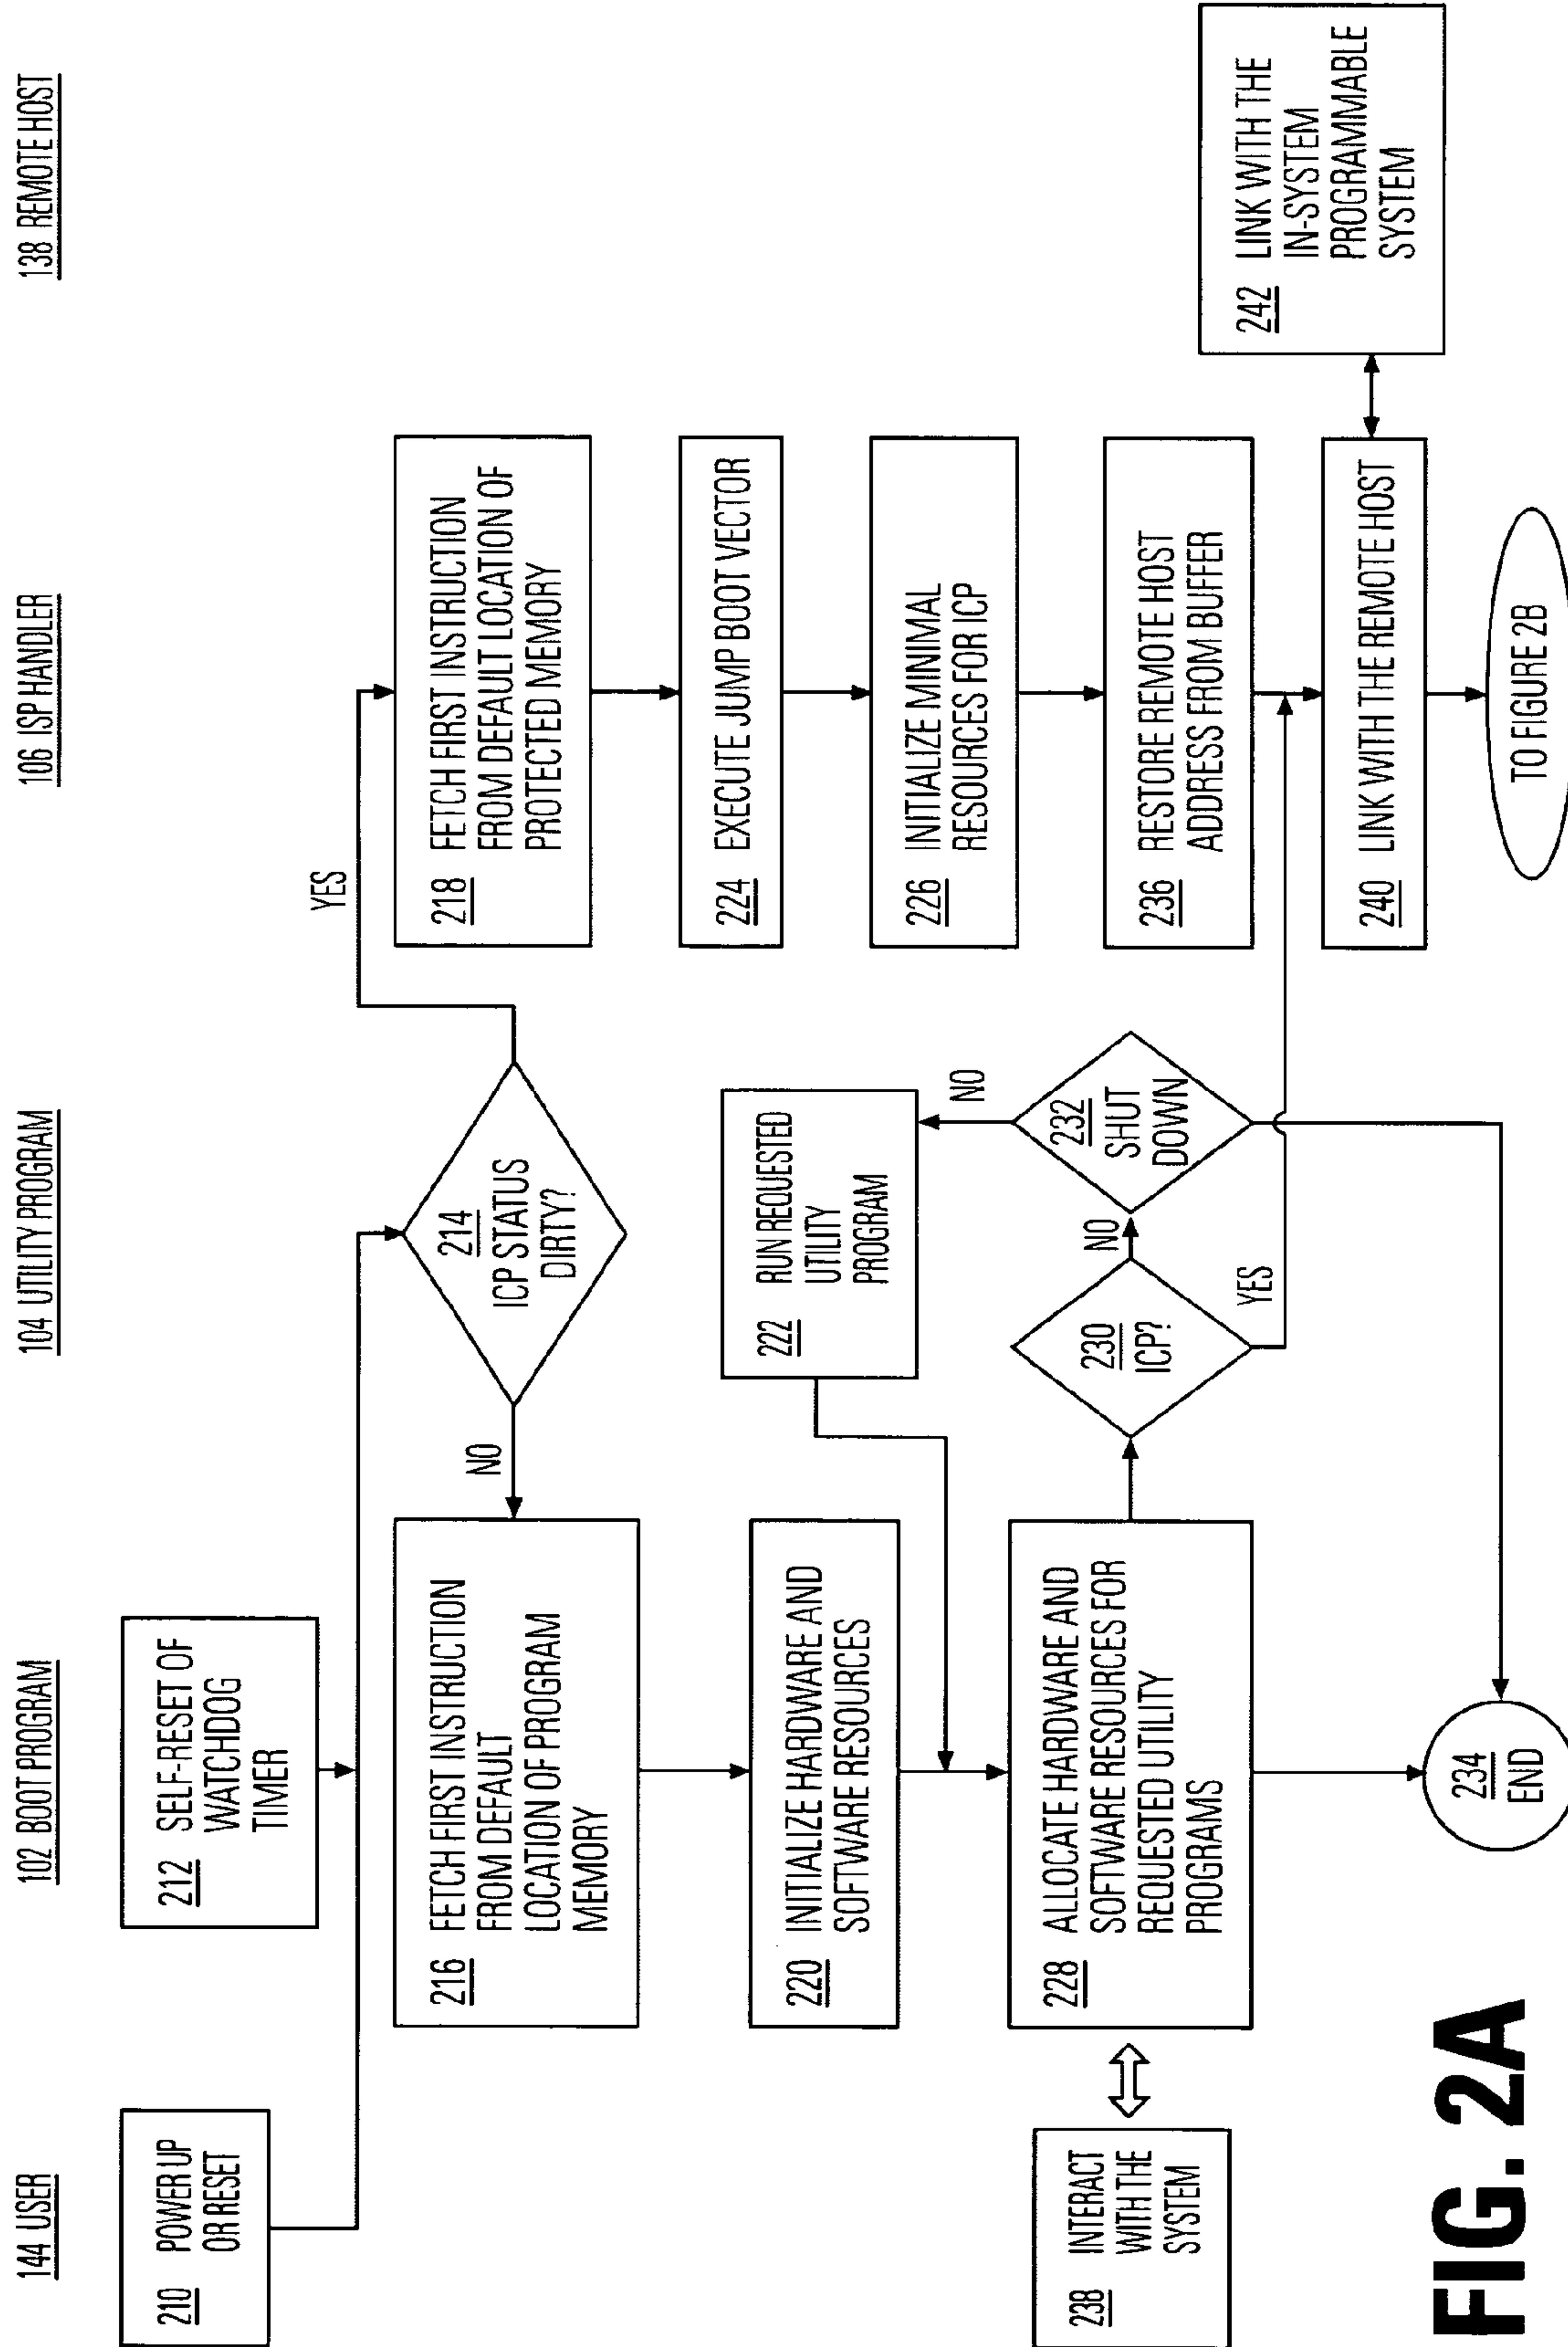 144 USER
102 BOOT PROGRAM
104 UTILITY PROGRAM
106 ISP HANDLER
138 REMOTE HOST
210 POWER UP
OR RESET
212 SELF-RESET OF
WATCHDOG
TIMER
214
ICP STATUS
DIRTY?
YES
NO
216 FETCH FIRST INSTRUCTION
FROM DEFAULT
LOCATION OF PROGRAM
MEMORY
218 FETCH FIRST INSTRUCTION
FROM DEFAULT LOCATION OF
PROTECTED MEMORY
220 INITIALIZE HARDWARE AND
SOFTWARE RESOURCES
222 RUN REQUESTED
UTILITY
PROGRAM
224 EXECUTE JUMP BOOT VECTOR
226 INITIALIZE MINIMAL
RESOURCES FOR ICP
238 INTERACT
WITH THE
SYSTEM
228 ALLOCATE HARDWARE AND
SOFTWARE RESOURCES FOR
REQUESTED UTILITY
PROGRAMS
230
ICP?
NO
YES
232
SHUT
DOWN
NO
236 RESTORE REMOTE HOST
ADDRESS FROM BUFFER
240 LINK WITH THE REMOTE HOST
242 LINK WITH THE
IN-SYSTEM
PROGRAMMABLE
SYSTEM
234
END
TO FIGURE 2B
FIG. 2A